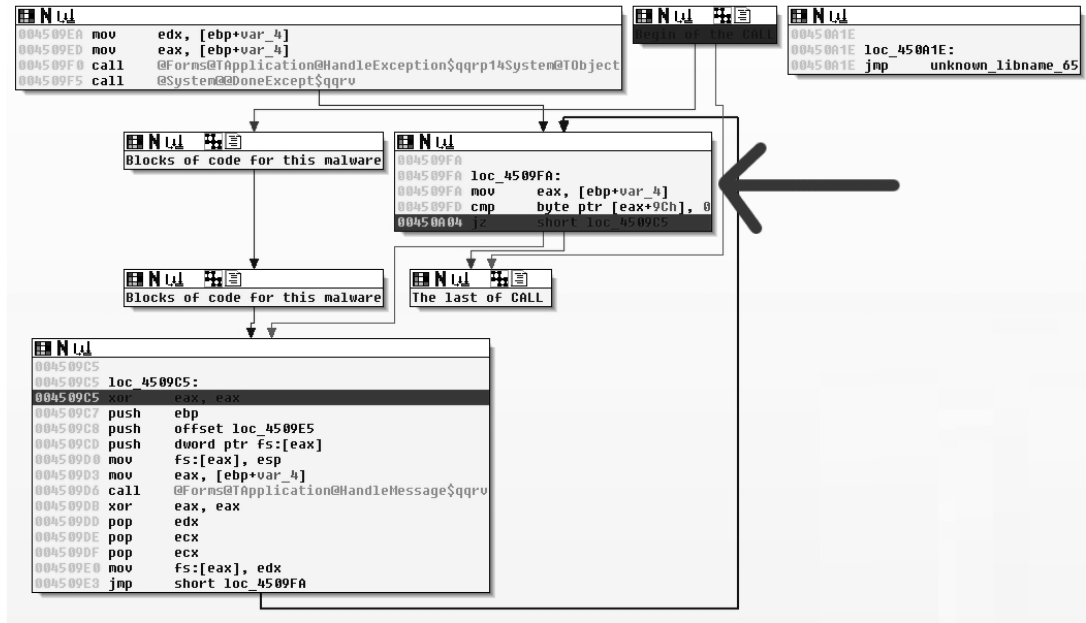 004509EA mov edx, [ebp+var_4]
004509ED mov eax, [ebp+var_4]
004509F0 call @Forms@TApplication@HandleException$qqrp14System@TObject
004509F5 call @System@@DoneExcept$qqrv
Begin of the CALL
00450A1E
00450A1E loc_450A1E:
00450A1E jmp unknown_libname_65
Blocks of code for this malware
004509FA
004509FA loc_4509FA:
004509FA mov eax, [ebp+var_4]
004509FD cmp byte ptr [eax+9Ch], 0
00450A04 jz short loc_4509C5
Blocks of code for this malware
The last of CALL
004509C5
004509C5 loc_4509C5:
004509C5 xor eax, eax
004509C7 push ebp
004509C8 push offset loc_4509E5
004509CD push dword ptr fs:[eax]
004509D0 mov fs:[eax], esp
004509D3 mov eax, [ebp+var_4]
004509D6 call @Forms@TApplication@HandleMessage$qqrv
004509DB xor eax, eax
004509DD pop edx
004509DE pop ecx
004509DF pop ecx
004509E0 mov fs:[eax], edx
004509E3 jmp short loc_4509FA